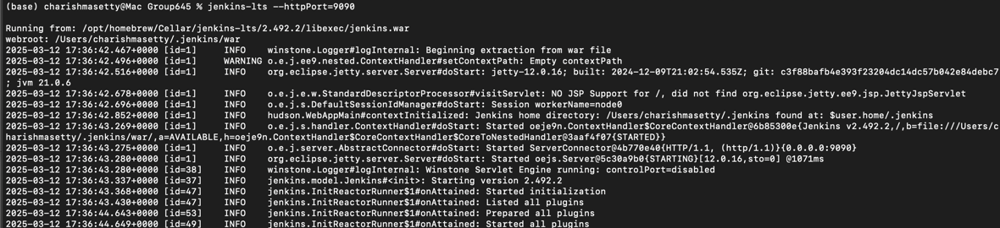 (base) charishmasetty@Mac Group645 % jenkins-lts --httpPort=9090
Running from: /opt/homebrew/Cellar/jenkins-lts/2.492.2/libexec/jenkins.war
webroot: /Users/charishmasetty/.jenkins/war
2025-03-12 17:36:42.467+0000 [id=1] INFO winstone.Logger#logInternal: Beginning extraction from war file
2025-03-12 17:36:42.496+0000 [id=1] WARNING o.e.j.ee9.nested.ContextHandler#setContextPath: Empty contextPath
2025-03-12 17:36:42.516+0000 [id=1] INFO org.eclipse.jetty.server.Server#doStart: jetty-12.0.16; built: 2024-12-09T21:02:54.535Z; git: c3f88bafb4e393f23204dc14dc57b042e84debc7
; jvm 21.0.6
2025-03-12 17:36:42.678+0000 [id=1] INFO o.e.j.e.w.StandardDescriptorProcessor#visitServlet: NO JSP Support for /, did not find org.eclipse.jetty.ee9.jsp.JettyJspServlet
2025-03-12 17:36:42.696+0000 [id=1] INFO o.e.j.s.DefaultSessionIdManager#doStart: Session workerName=node0
2025-03-12 17:36:42.852+0000 [id=1] INFO hudson.WebAppMain#contextInitialized: Jenkins home directory: /Users/charishmasetty/.jenkins found at: $user.home/.jenkins
2025-03-12 17:36:43.269+0000 [id=1] INFO o.e.j.s.handler.ContextHandler#doStart: Started oeje9n.ContextHandler$CoreContextHandler@6b85300e{Jenkins v2.492.2,/,b=file:///Users/c
harishmasetty/.jenkins/war/,a=AVAILABLE,h=oeje9n.ContextHandler$CoreContextHandler$CoreToNestedHandler@3aaf4f07{STARTED}}
2025-03-12 17:36:43.275+0000 [id=1] INFO o.e.j.server.AbstractConnector#doStart: Started ServerConnector@4b770e40{HTTP/1.1, (http/1.1)}{0.0.0.0:9090}
2025-03-12 17:36:43.280+0000 [id=1] INFO org.eclipse.jetty.server.Server#doStart: Started oejs.Server@5c30a9b0{STARTING}[12.0.16,sto=0] @1071ms
2025-03-12 17:36:43.280+0000 [id=38] INFO winstone.Logger#logInternal: Winstone Servlet Engine running: controlPort=disabled
2025-03-12 17:36:43.337+0000 [id=37] INFO jenkins.model.Jenkins#<init>: Starting version 2.492.2
2025-03-12 17:36:43.368+0000 [id=47] INFO jenkins.InitReactorRunner$1#onAttained: Started initialization
2025-03-12 17:36:43.430+0000 [id=47] INFO jenkins.InitReactorRunner$1#onAttained: Listed all plugins
2025-03-12 17:36:44.643+0000 [id=53] INFO jenkins.InitReactorRunner$1#onAttained: Prepared all plugins
2025-03-12 17:36:44.649+0000 [id=49] INFO jenkins.InitReactorRunner$1#onAttained: Started all plugins